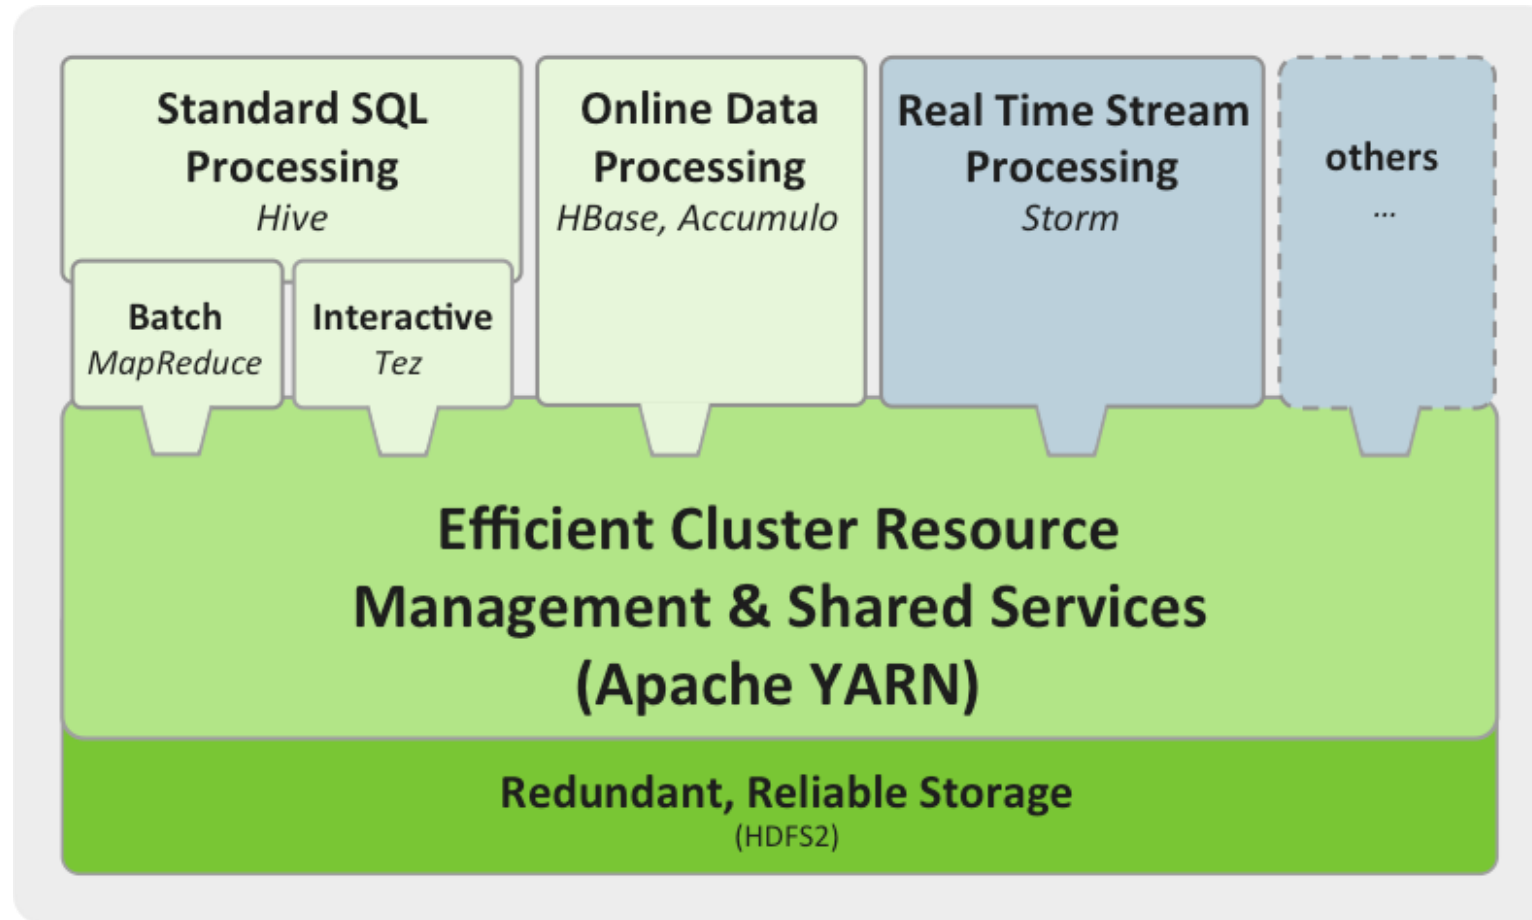 Standard SQL
Processing
Hive
Batch
MapReduce
Interactive
Tez
Online Data
Processing
HBase, Accumulo
Real Time Stream
Processing
Storm
others
...
Efficient Cluster Resource
Management & Shared Services
(Apache YARN)
Redundant, Reliable Storage
(HDFS2)